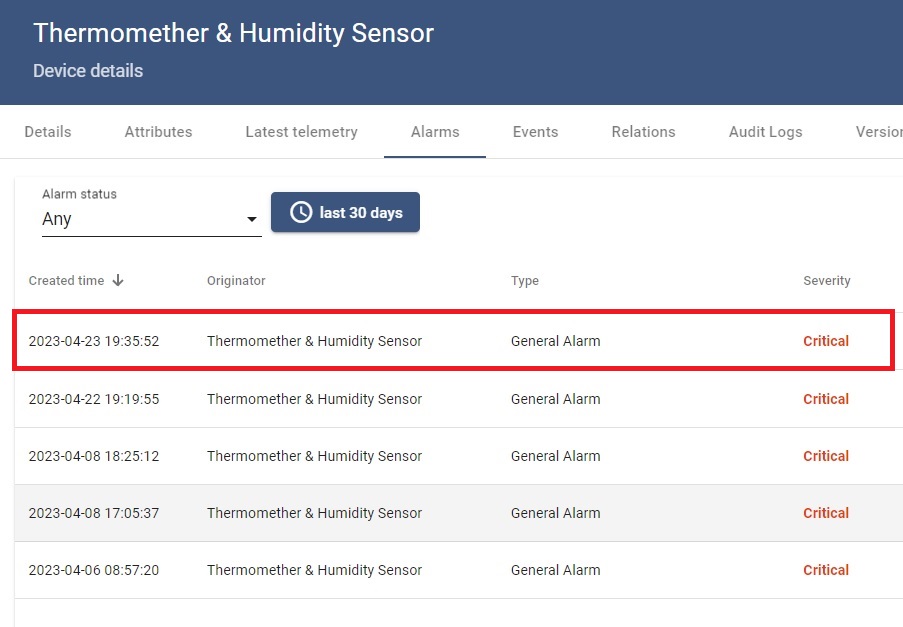 Thermomether & Humidity Sensor
Device details
Details Attributes Latest telemetry Alarms Events Relations Audit Logs Version
Alarm status
Any
last 30 days
Created time Originator Type Severity
2023-04-23 19:35:52 Thermomether & Humidity Sensor General Alarm Critical
2023-04-22 19:19:55 Thermomether & Humidity Sensor General Alarm Critical
2023-04-08 18:25:12 Thermomether & Humidity Sensor General Alarm Critical
2023-04-08 17:05:37 Thermomether & Humidity Sensor General Alarm Critical
2023-04-06 08:57:20 Thermomether & Humidity Sensor General Alarm Critical